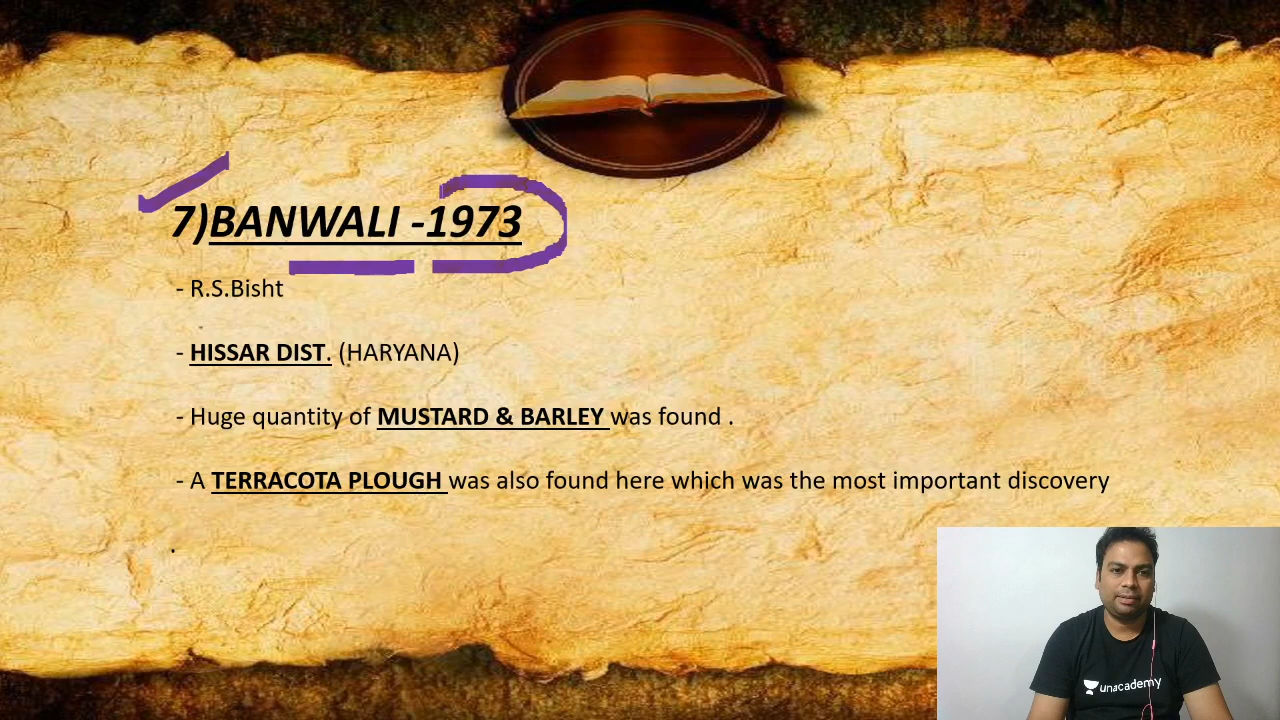 7)BANWALI -1973
- R.S.Bisht
- HISSAR DIST. (HARYANA)
- Huge quantity of MUSTARD & BARLEY was found .
- A TERRACOTA PLOUGH was also found here which was the most important discovery
.
unacademy